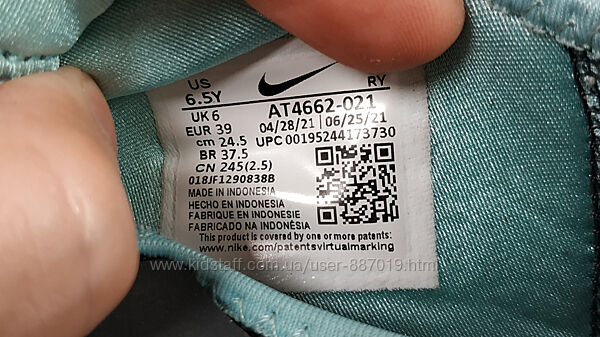 US
6.5Y
RY
UK 6
AT4662-021
EUR 39
04/28/21 | 06/25/21
cm 24.5
UPC 00195244173730
BR 37.5
CN 245(2.5)
018JF1290838B
MADE IN INDONESIA
HECHO EN INDONESIA
FABRIQUE EN INDONESIE
FABRICADO NA INDONÉSIA
This product is covered by one or more patents:
www.nike.com/patentsvirtualmarking
www.kidstaff.com.ua/user-887019.html